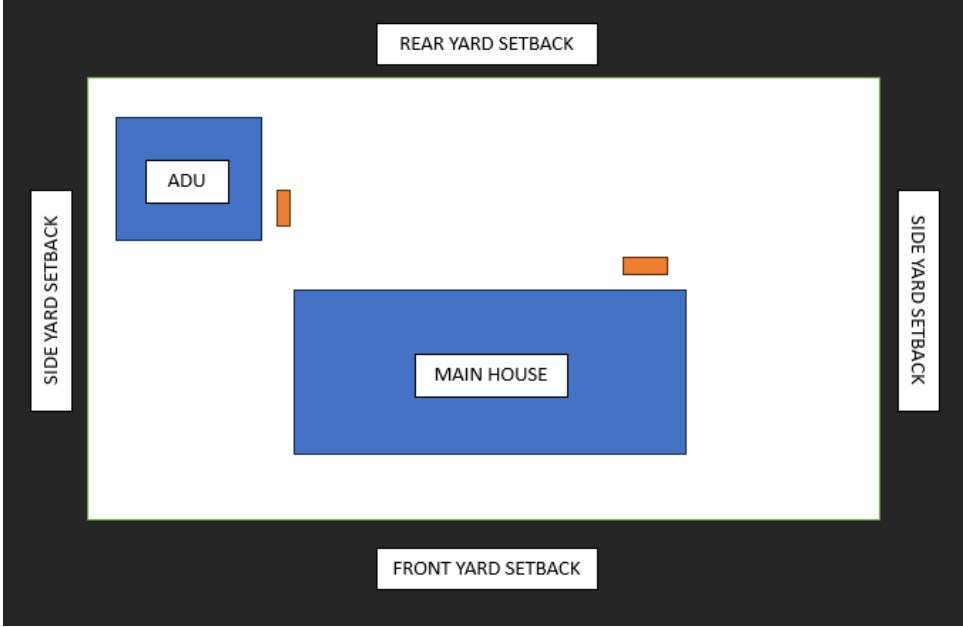 REAR YARD SETBACK
ADU
SIDE YARD SETBACK
SIDE YARD SETBACK
MAIN HOUSE
FRONT YARD SETBACK